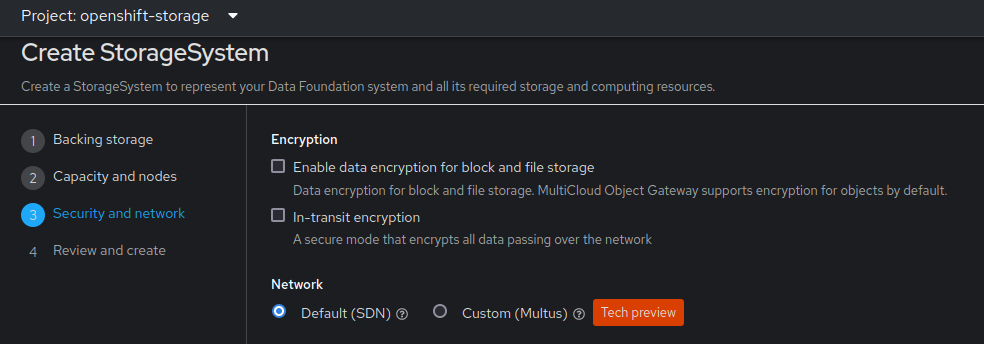 Project: openshift-storage
Create StorageSystem
Create a StorageSystem to represent your Data Foundation system and all its required storage and computing resources.
1 Backing storage
2 Capacity and nodes
3 Security and network
4 Review and create
Encryption
Enable data encryption for block and file storage
Data encryption for block and file storage. MultiCloud Object Gateway supports encryption for objects by default.
In-transit encryption
A secure mode that encrypts all data passing over the network
Network
Default (SDN) ? Custom (Multus) ? Tech preview